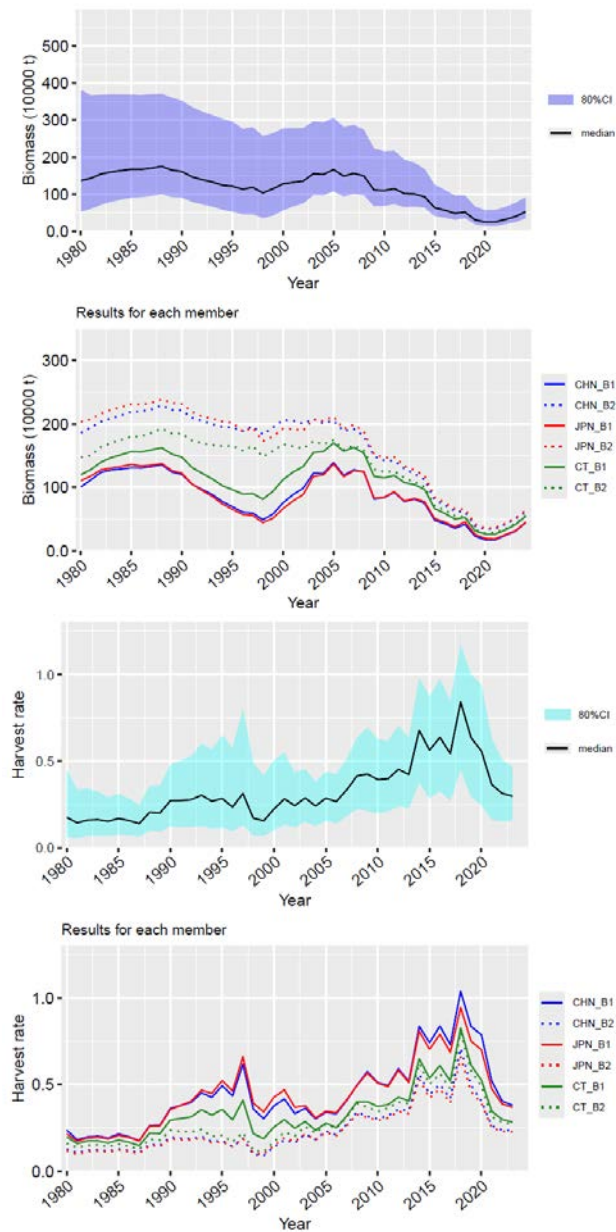 500
400
300
200
100
0.0
Biomass (10000 t)
1980
1985
1990
1995
2000
2005
2010
2015
2020
Year
80%CI
median
Results for each member
300
200
100
0.0
Biomass (10000 t)
1980
1985
1990
1995
2000
2005
2010
2015
2020
Year
CHN_B1
CHN_B2
JPN_B1
JPN_B2
CT_B1
CT_B2
1.0
0.5
0.0
Harvest rate
1980
1985
1990
1995
2000
2005
2010
2015
2020
Year
80%CI
median
Results for each member
1.0
0.5
0.0
Harvest rate
1980
1985
1990
1995
2000
2005
2010
2015
2020
Year
CHN_B1
CHN_B2
JPN_B1
JPN_B2
CT_B1
CT_B2